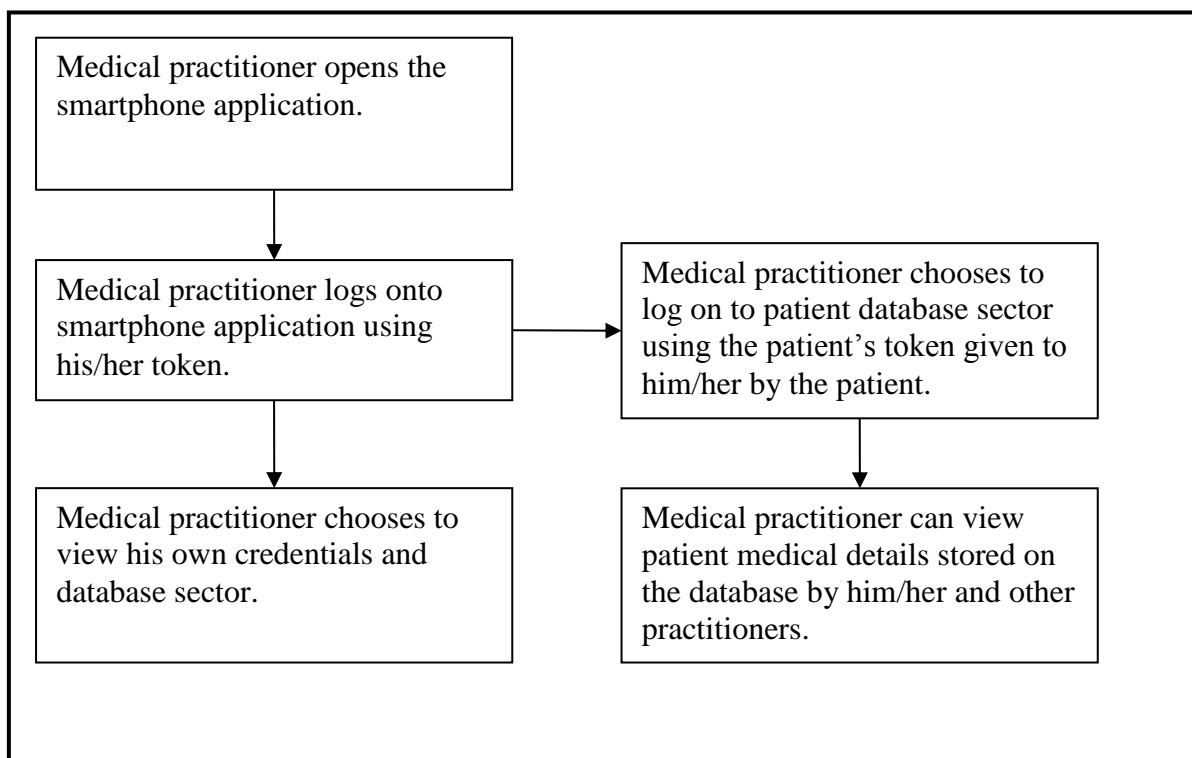 Medical practitioner opens the
smartphone application.
Medical practitioner logs onto
smartphone application using
his/her token.
Medical practitioner chooses to
log on to patient database sector
using the patient’s token given to
him/her by the patient.
Medical practitioner chooses to
view his own credentials and
database sector.
Medical practitioner can view
patient medical details stored on
the database by him/her and other
practitioners.